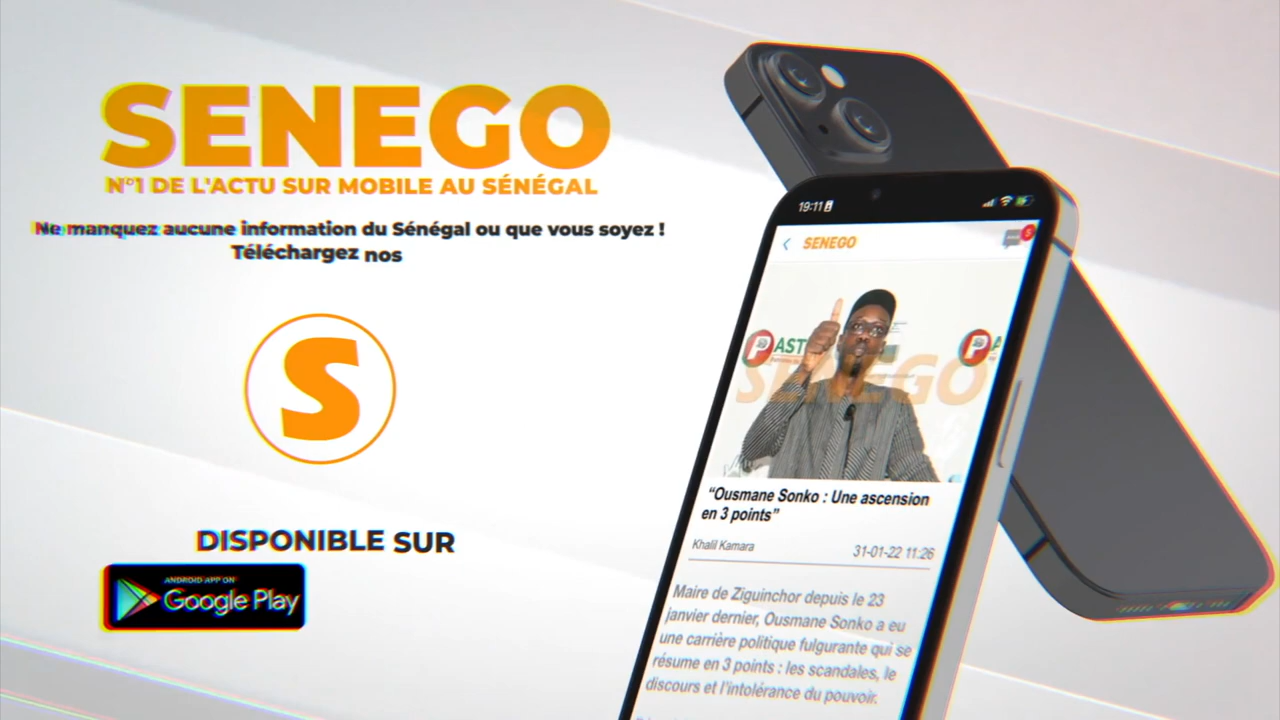 SENEGO
N°1 DE L'ACTU SUR MOBILE AU SÉNÉGAL
Ne manquez aucune information du Sénégal ou que vous soyez !
Téléchargez nos
S
DISPONIBLE SUR
ANDROID APP ON
Google Play
19:11
SENEGO
5
PAST
PA
SENEGO
“Ousmane Sonko : Une ascension
en 3 points”
Khalil Kamara
31-01-22 11:26
Maire de Ziguinchor depuis le 23
janvier dernier, Ousmane Sonko a eu
une carrière politique fulgurante qui se
résume en 3 points : les scandales, le
discours et l'intolérance du pouvoir.